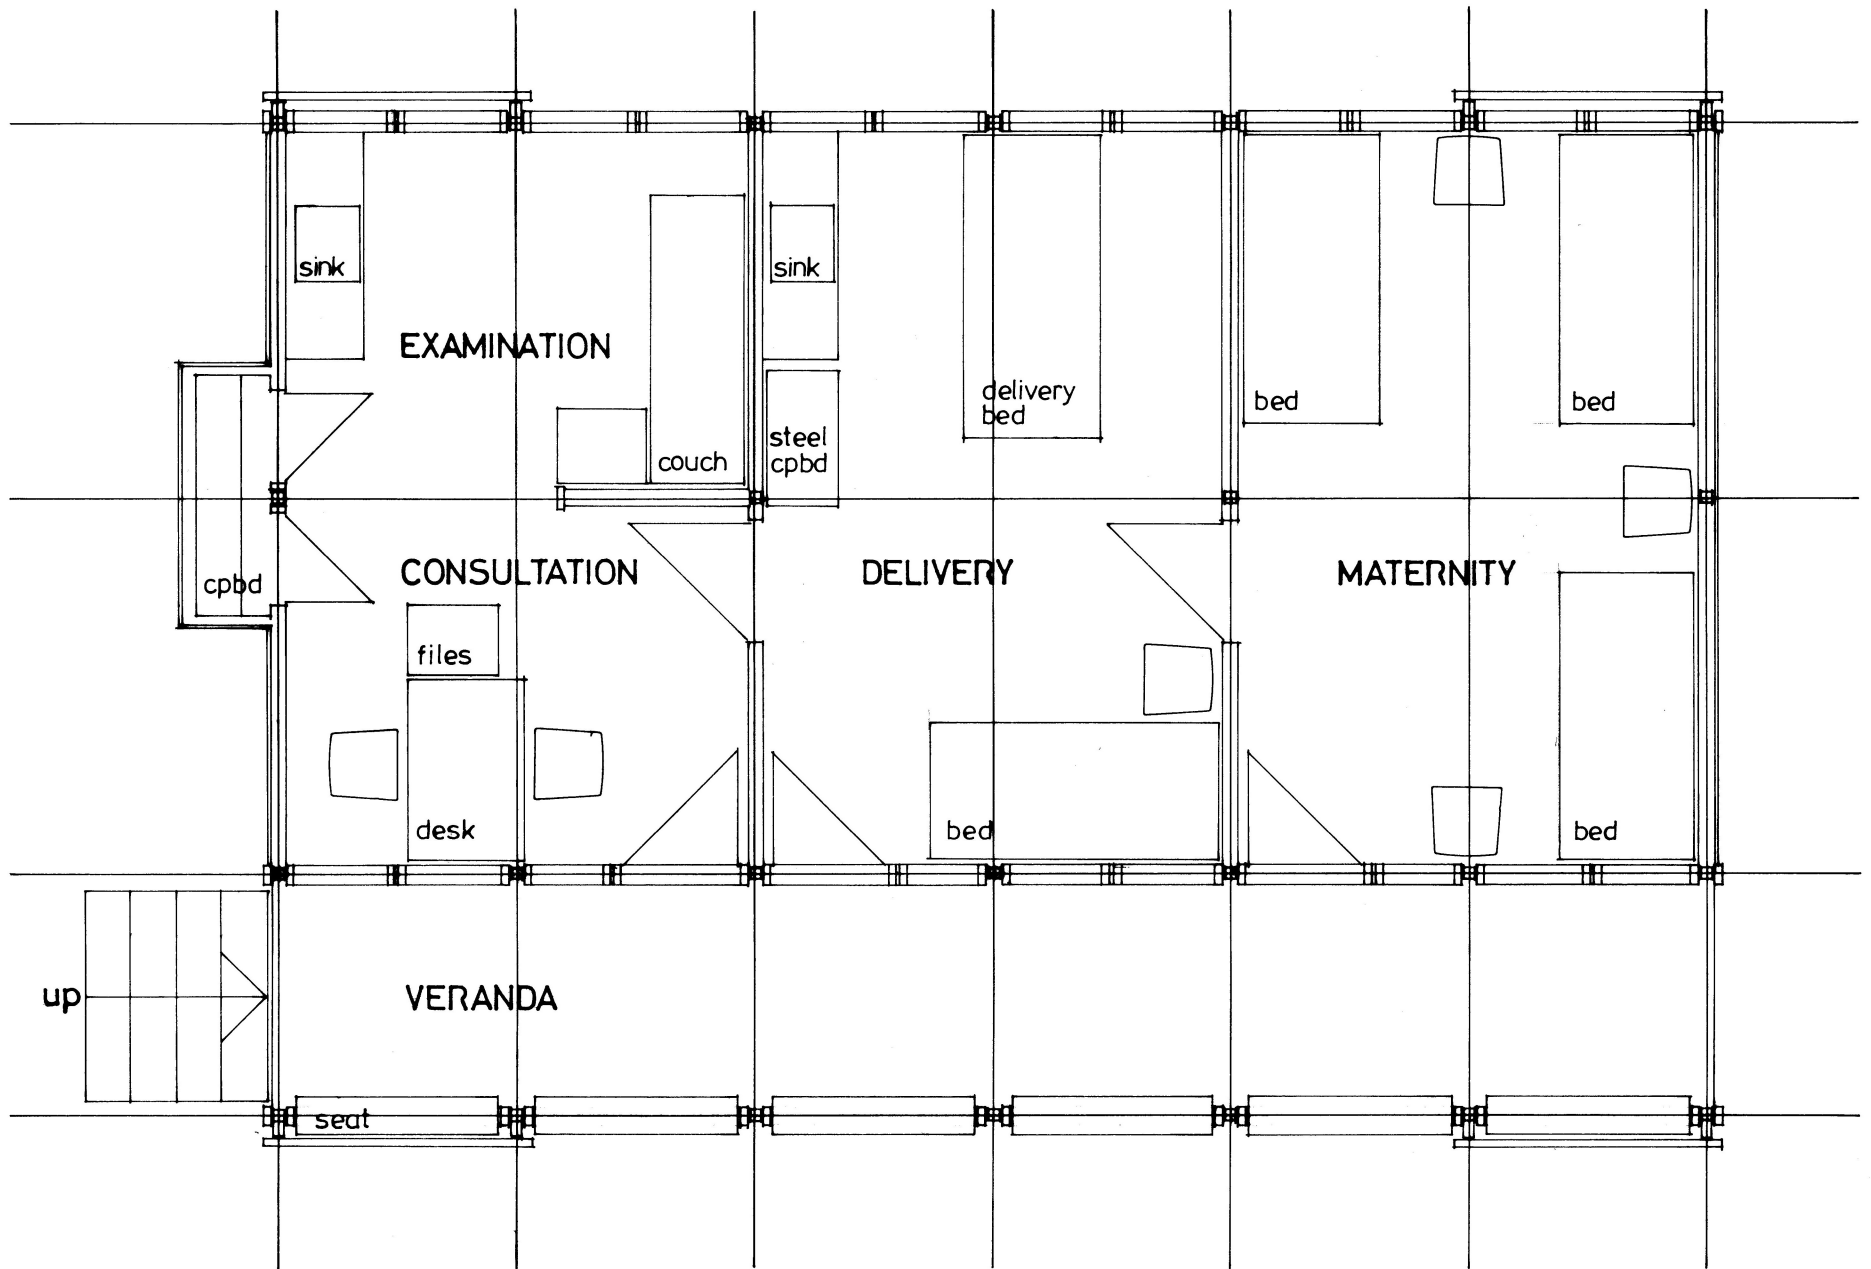 sink
sink
EXAMINATION
delivery
bed
bed
bed
steel
cpbd
couch
CONSULTATION
DELIVERY
MATERNITY
cpbd
files
desk
bed
bed
up
VERANDA
seat